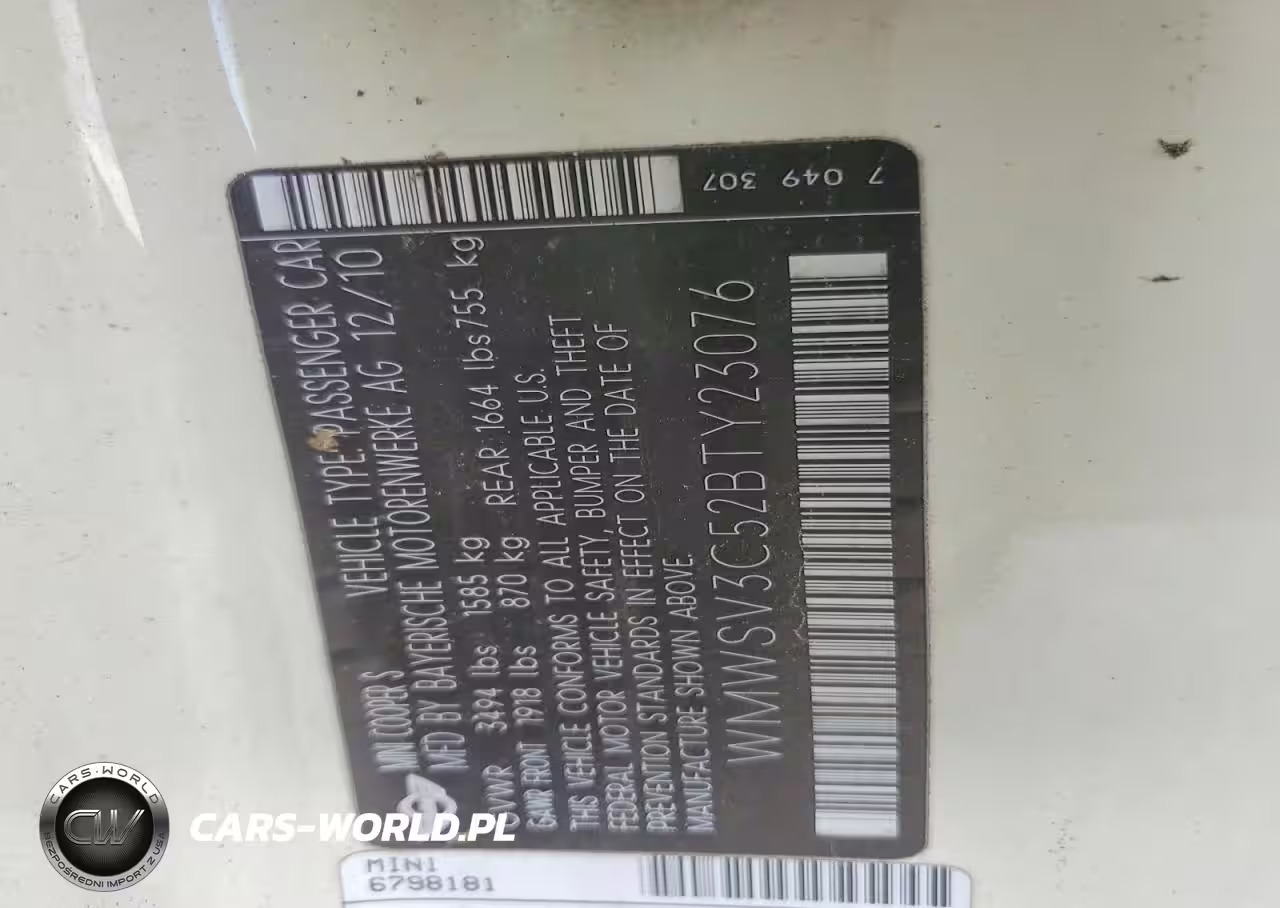 MINI COOPER S VEHICLE TYPE: PASSENGER CAR
MFD BY BAYERISCHE MOTORENWERKE AG 12/10
GVWR 3494 lbs 1585 kg
GAWR FRONT 1918 lbs 870 kg REAR 1664 lbs 755 kg
THIS VEHICLE CONFORMS TO ALL APPLICABLE U.S.
FEDERAL MOTOR VEHICLE SAFETY, BUMPER AND THEFT
PREVENTION STANDARDS IN EFFECT ON THE DATE OF
MANUFACTURE SHOWN ABOVE.
WMWSV3C52BTY23076
7 049 307
MINI
6798181
CARS-WORLD
CW
BEZPOŚREDNI IMPORT Z USA
CARS-WORLD.PL